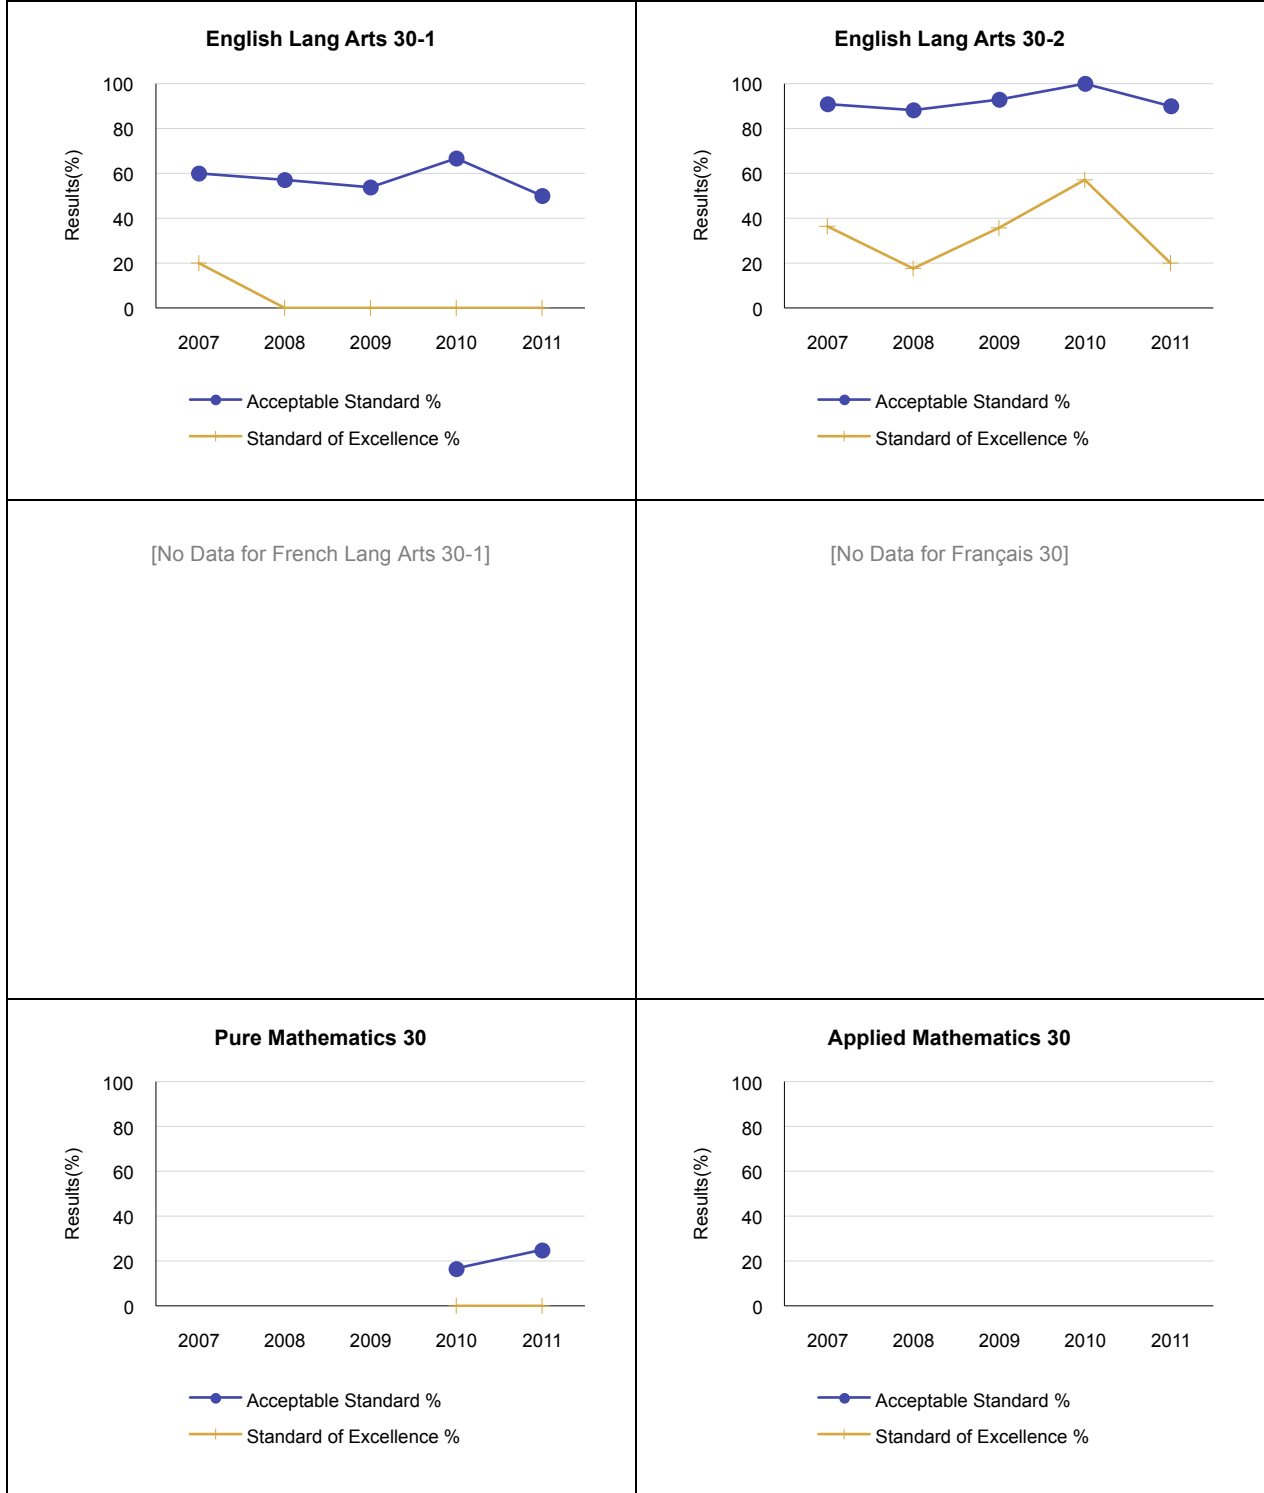 English Lang Arts 30-1
Results(%)
100
80
60
40
20
0
2007 2008 2009 2010 2011
Acceptable Standard %
Standard of Excellence %
English Lang Arts 30-2
Results(%)
100
80
60
40
20
0
2007 2008 2009 2010 2011
Acceptable Standard %
Standard of Excellence %
[No Data for French Lang Arts 30-1]
[No Data for Français 30]
Pure Mathematics 30
Results(%)
100
80
60
40
20
0
2007 2008 2009 2010 2011
Acceptable Standard %
Standard of Excellence %
Applied Mathematics 30
Results(%)
100
80
60
40
20
0
2007 2008 2009 2010 2011
Acceptable Standard %
Standard of Excellence %